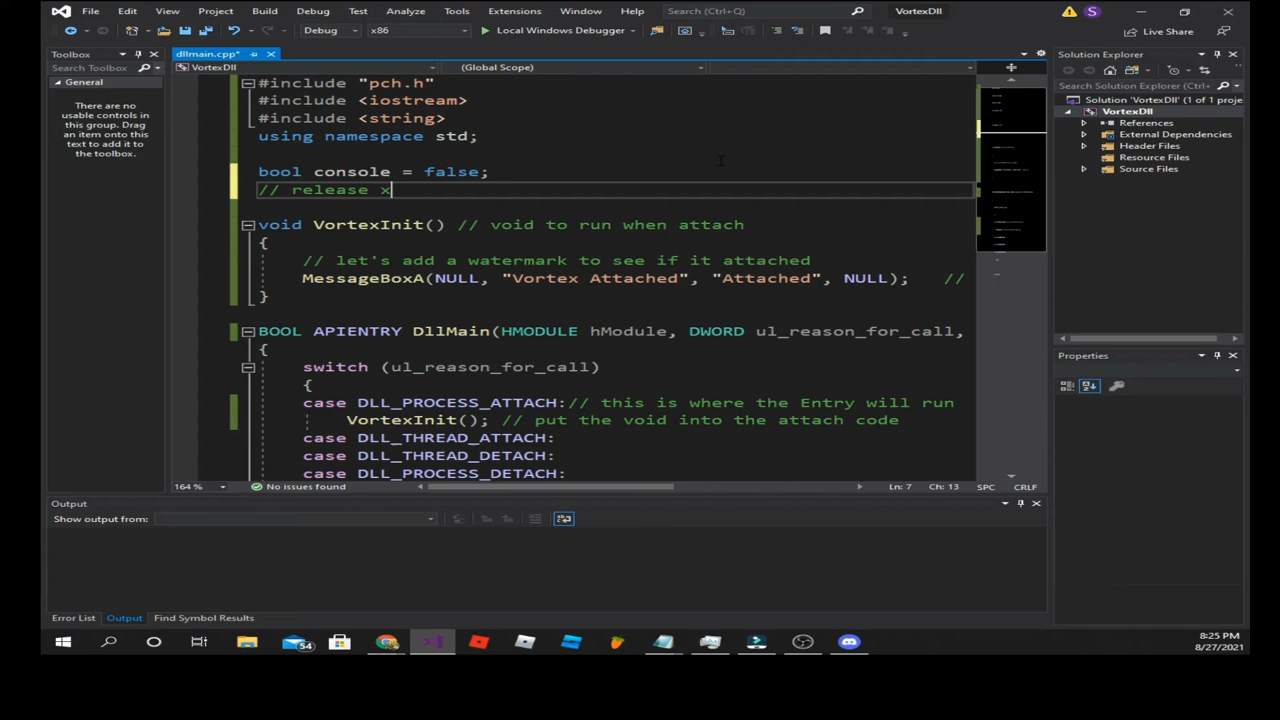 File Edit View Git Project Build Debug Test Analyze Tools Extensions Window Help Search (Ctrl+Q) VortexDll S
Debug x86 Local Windows Debugger Live Share
Toolbox
Search Toolbox
General
There are no
usable controls in
this group. Drag
an item onto this
text to add it to
the toolbox.
dllmain.cpp*
VortexDll (Global Scope)
#include "pch.h"
#include <iostream>
#include <string>
using namespace std;
bool console = false;
// release x
void VortexInit() // void to run when attach
{
// let's add a watermark to see if it attached
MessageBoxA(NULL, "Vortex Attached", "Attached", NULL); //
}
BOOL APIENTRY DllMain(HMODULE hModule, DWORD ul_reason_for_call,
{
switch (ul_reason_for_call)
{
case DLL_PROCESS_ATTACH:// this is where the Entry will run
VortexInit(); // put the void into the attach code
case DLL_THREAD_ATTACH:
case DLL_THREAD_DETACH:
case DLL_PROCESS_DETACH:
164 % No issues found Ln: 7 Ch: 13 SPC CRLF
Solution Explorer
Search Solution Explorer (Ctrl+
Solution 'VortexDll' (1 of 1 proje
VortexDll
References
External Dependencies
Header Files
Resource Files
Source Files
Properties
Output
Show output from:
Error List Output Find Symbol Results
54
8:25 PM
8/27/2021